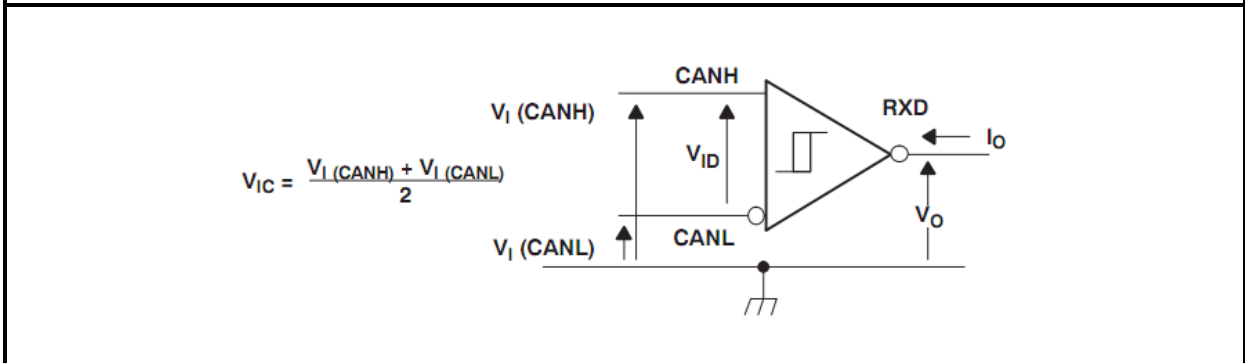 CANH
V_I (CANH)
RXD
I_O
V_ID
V_IC = V_I (CANH) + V_I (CANL)
2
V_O
CANL
V_I (CANL)